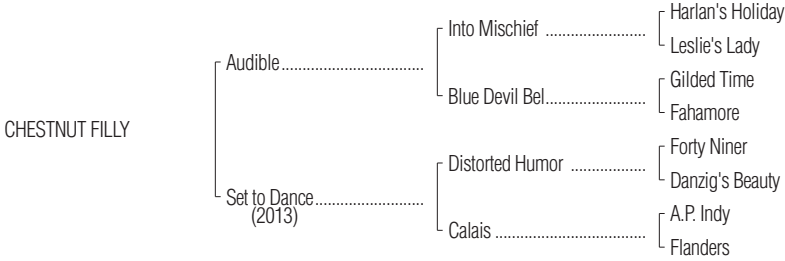 Harlan's Holiday
Into Mischief ........................
Leslie's Lady
Audible..................................
Gilded Time
Blue Devil Bel........................
Fahamore
CHESTNUT FILLY
Forty Niner
Distorted Humor ..................
Danzig's Beauty
Set to Dance..........................
(2013)
A.P. Indy
Calais ....................................
Flanders